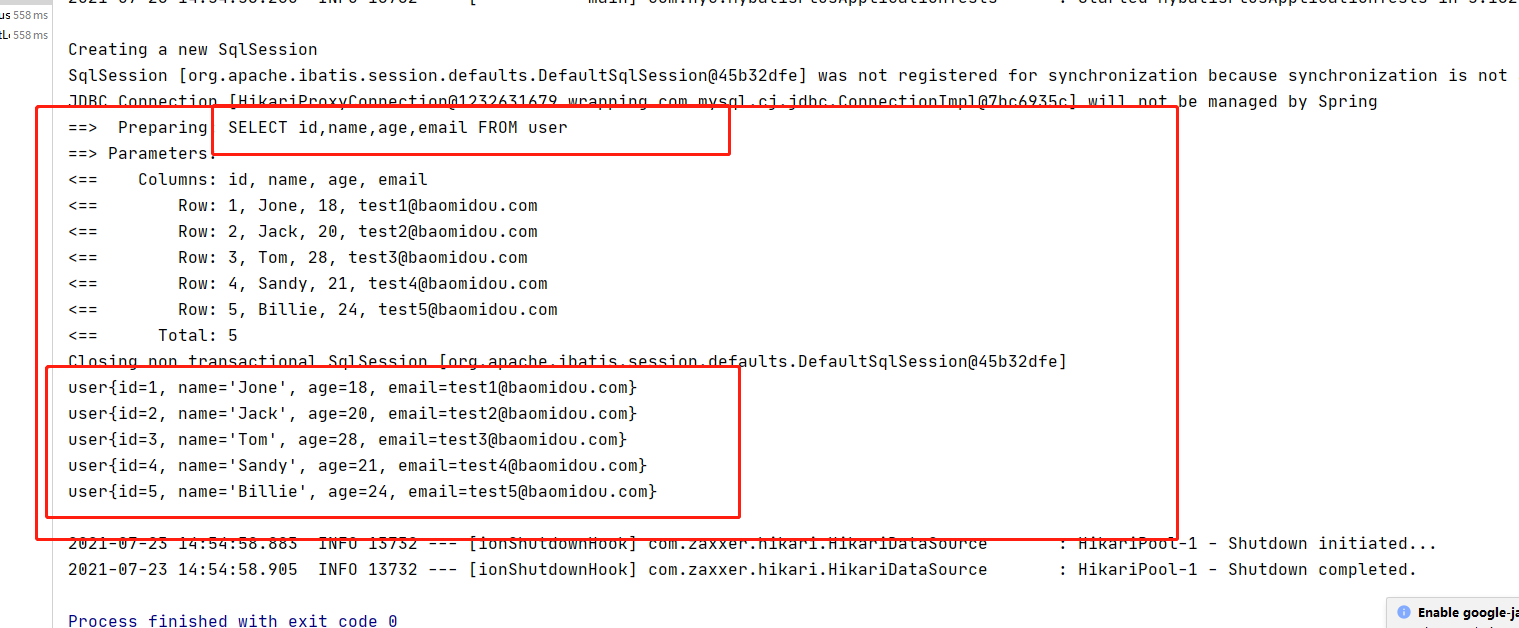 us 558 ms
558 ms
Creating a new SqlSession
SqlSession [org.apache.ibatis.session.defaults.DefaultSqlSession@45b32dfe] was not registered for synchronization because synchronization is not
JDBC Connection [HikariProxyConnection@1232631679 wrapping com.mysql.cj.jdbc.ConnectionImpl@7bc6935c] will not be managed by Spring
==>  Preparing: SELECT id,name,age,email FROM user
==> Parameters:
<==    Columns: id, name, age, email
<==        Row: 1, Jone, 18, test1@baomidou.com
<==        Row: 2, Jack, 20, test2@baomidou.com
<==        Row: 3, Tom, 28, test3@baomidou.com
<==        Row: 4, Sandy, 21, test4@baomidou.com
<==        Row: 5, Billie, 24, test5@baomidou.com
<==      Total: 5
Closing non transactional SqlSession [org.apache.ibatis.session.defaults.DefaultSqlSession@45b32dfe]
user{id=1, name='Jone', age=18, email=test1@baomidou.com}
user{id=2, name='Jack', age=20, email=test2@baomidou.com}
user{id=3, name='Tom', age=28, email=test3@baomidou.com}
user{id=4, name='Sandy', age=21, email=test4@baomidou.com}
user{id=5, name='Billie', age=24, email=test5@baomidou.com}
2021-07-23 14:54:58.883  INFO 13732 --- [ionShutdownHook] com.zaxxer.hikari.HikariDataSource       : HikariPool-1 - Shutdown initiated...
2021-07-23 14:54:58.905  INFO 13732 --- [ionShutdownHook] com.zaxxer.hikari.HikariDataSource       : HikariPool-1 - Shutdown completed.
Process finished with exit code 0
Enable google-ja